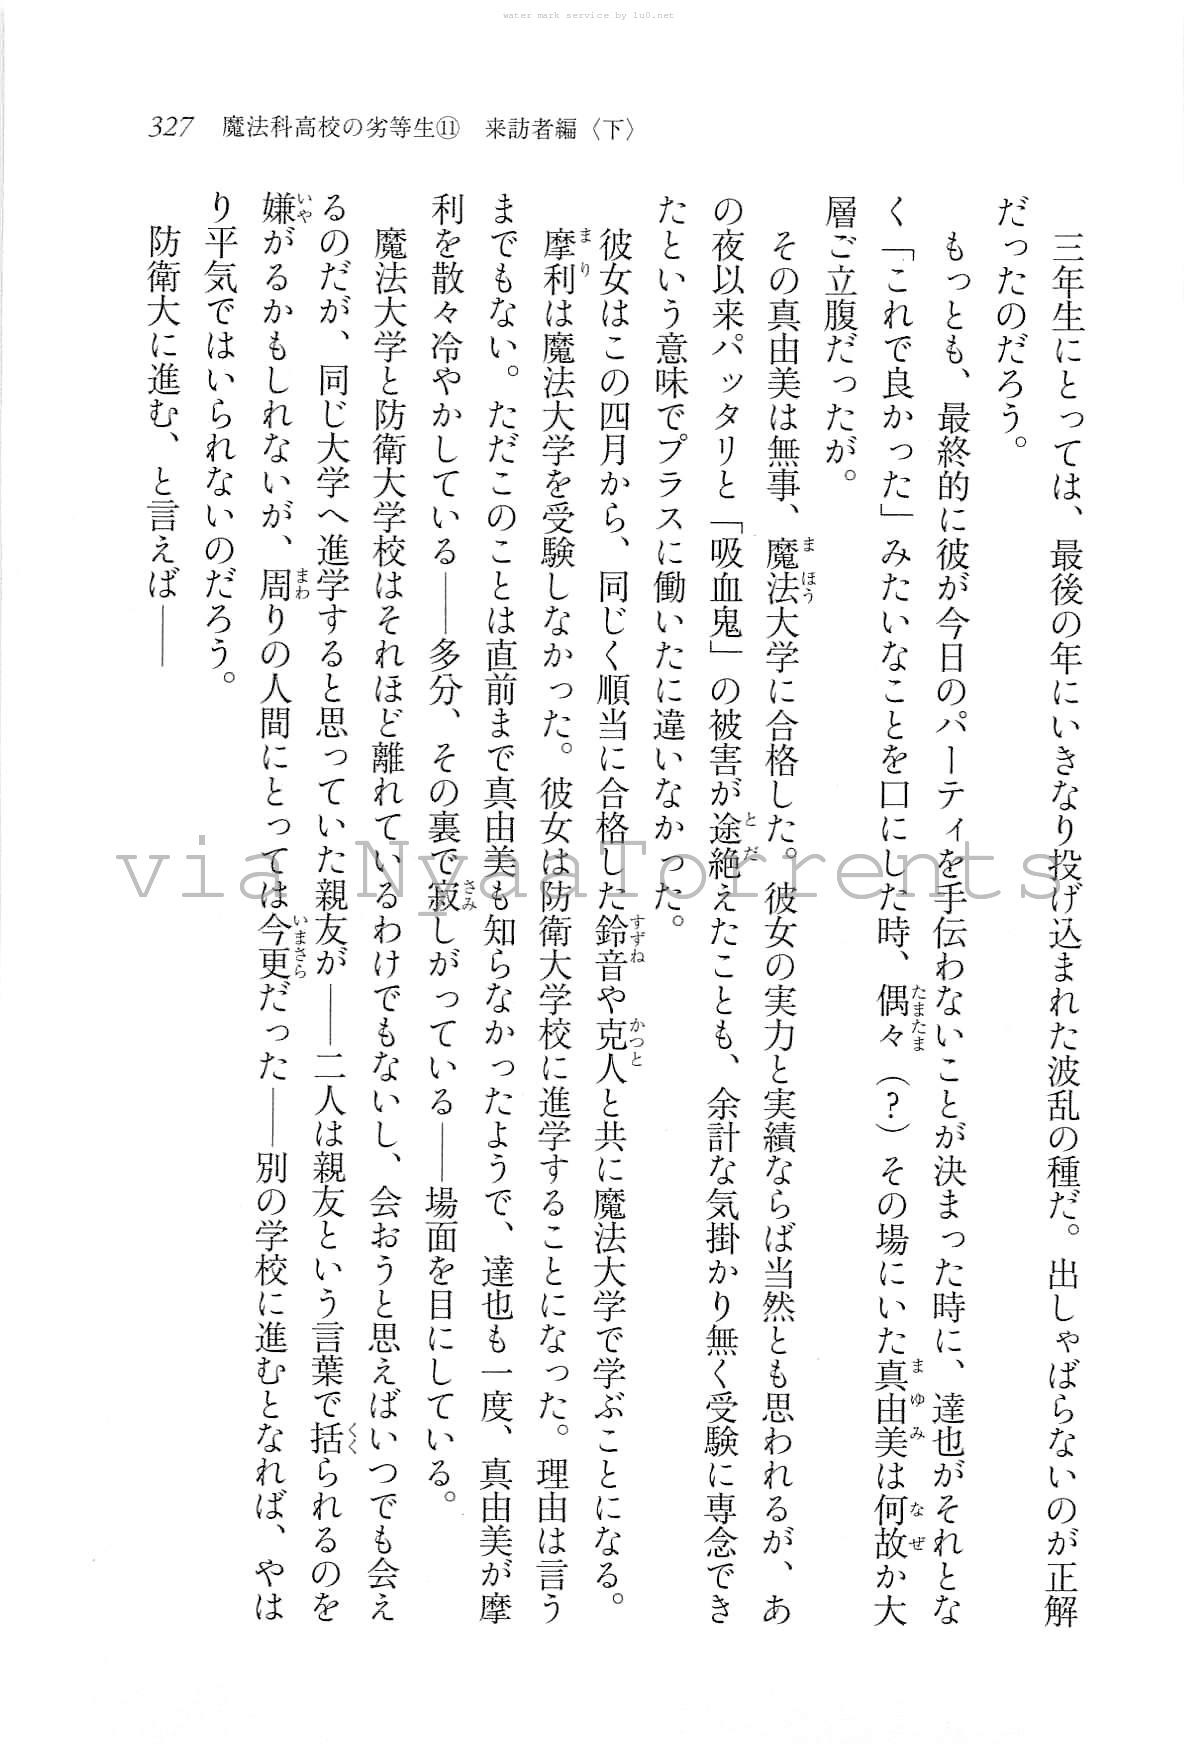 water mark service by lu0.net
327　魔法科高校の劣等生⑪　来訪者編〈下〉
三年生にとっては、最後の年にいきなり投げ込まれた波乱の種だ。出しゃばらないのが正解
だったのだろう。
もっとも、最終的に彼が今日のパーティを手伝わないことが決まった時に、達也がそれとな
く「これで良かった」みたいなことを口にした時、偶々（？）その場にいた真由美は何故か大
層ご立腹だったが。
その真由美は無事、魔法大学に合格した。彼女の実力と実績ならば当然とも思われるが、あ
の夜以来パッタリと「吸血鬼」の被害が途絶えたことも、余計な気掛かり無く受験に専念でき
たという意味でプラスに働いたに違いなかった。
彼女はこの四月から、同じく順当に合格した鈴音や克人と共に魔法大学で学ぶことになる。
摩利は魔法大学を受験しなかった。彼女は防衛大学校に進学することになった。理由は言う
までもない。ただこのことは直前まで真由美も知らなかったようで、達也も一度、真由美が摩
利を散々冷やかしている――多分、その裏で寂しがっている――場面を目にしている。
魔法大学と防衛大学校はそれほど離れているわけでもないし、会おうと思えばいつでも会え
るのだが、同じ大学へ進学すると思っていた親友が――二人は親友という言葉で括られるのを
嫌がるかもしれないが、周りの人間にとっては今更だった――別の学校に進むとなれば、やは
り平気ではいられないのだろう。
防衛大に進む、と言えば――
via NyaaTorrents